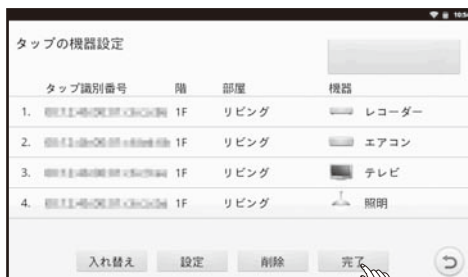 タップの機器設定
タップ識別番号 階 部屋 機器
1. 1F リビング レコーダー
2. 1F リビング エアコン
3. 1F リビング テレビ
4. 1F リビング 照明
入れ替え 設定 削除 完了